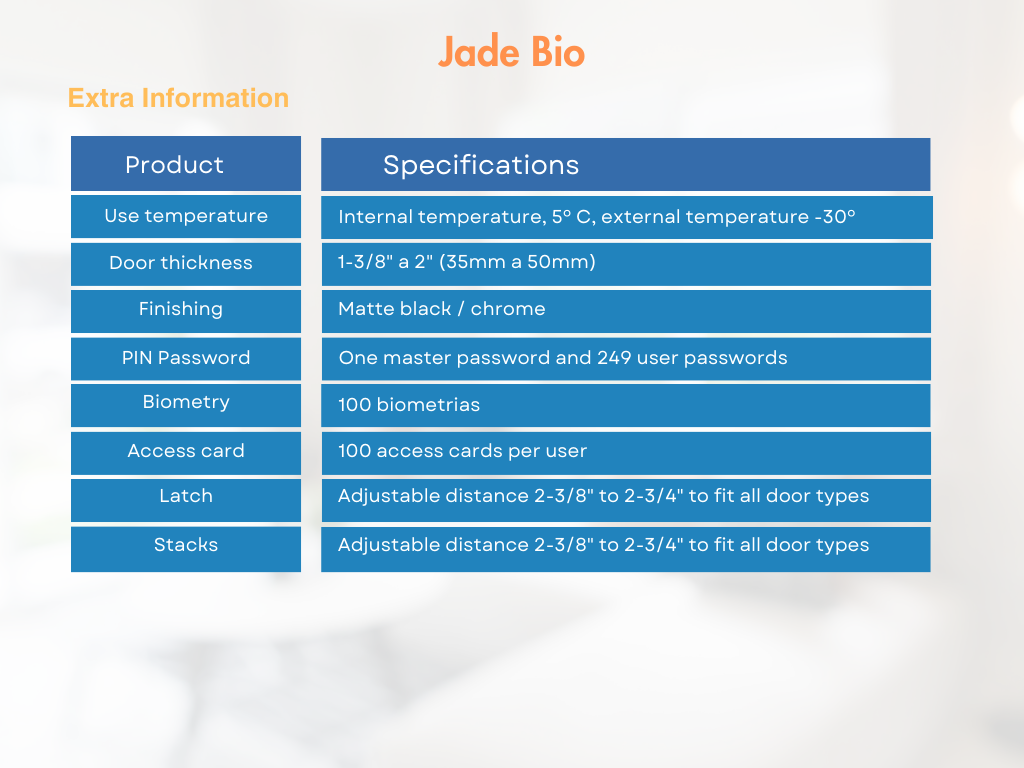 Jade Bio
Extra Information
Product Specifications
Use temperature Internal temperature, 5º C, external temperature -30º
Door thickness 1-3/8" a 2" (35mm a 50mm)
Finishing Matte black / chrome
PIN Password One master password and 249 user passwords
Biometry 100 biometrias
Access card 100 access cards per user
Latch Adjustable distance 2-3/8" to 2-3/4" to fit all door types
Stacks Adjustable distance 2-3/8" to 2-3/4" to fit all door types